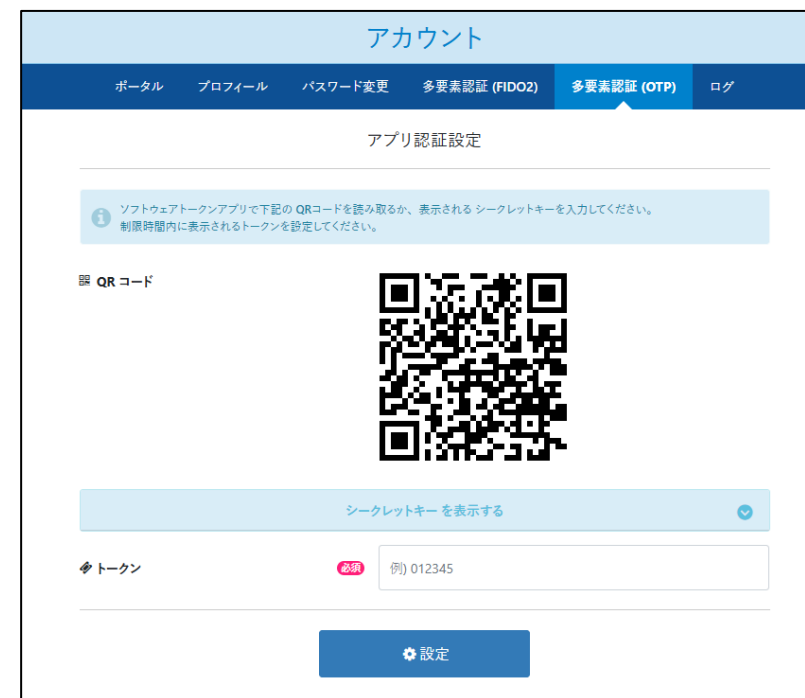 アカウント
ポータル プロフィール パスワード変更 多要素認証 (FIDO2) 多要素認証 (OTP) ログ
アプリ認証設定
ソフトウェアトークンアプリで下記の QRコードを読み取るか、表示される シークレットキーを入力してください。
制限時間内に表示されるトークンを設定してください。
QR コード
シークレットキー を表示する
トークン 必須 例) 012345
設定